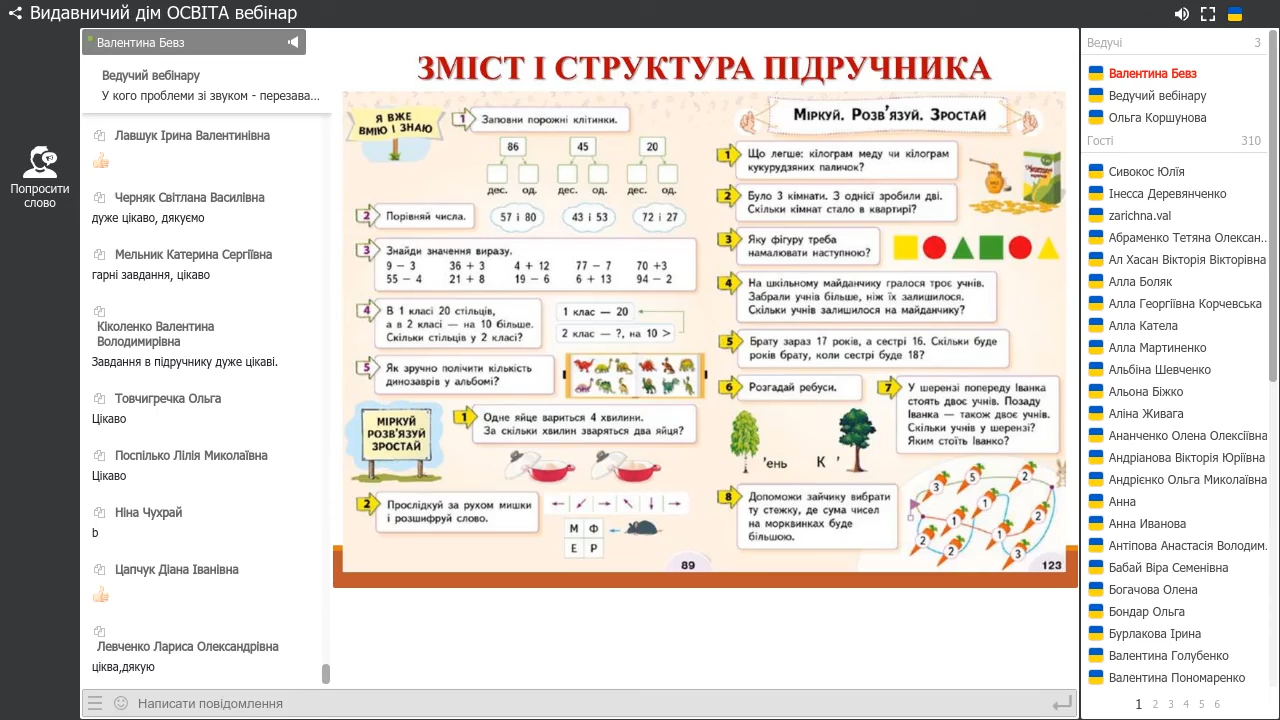 Видавничий дім ОСВІТА вебінар
Попросити
слово
Валентина Бевз
Ведучий вебінару
У кого проблеми зі звуком - перезава...
Лавшук Ірина Валентинівна
Черняк Світлана Василівна
дуже цікаво, дякуємо
Мельник Катерина Сергіївна
гарні завдання, цікаво
Кіколенко Валентина
Володимирівна
Завдання в підручнику дуже цікаві.
Товчигречка Ольга
Цікаво
Поспілько Лілія Миколаївна
Цікаво
Ніна Чухрай
b
Цапчук Діана Іванівна
Левченко Лариса Олександрівна
ціква,дякую
Написати повідомлення
ЗМІСТ І СТРУКТУРА ПІДРУЧНИКА
Я ВЖЕ
ВМІЮ І ЗНАЮ
1 Заповни порожні клітинки.
86 45 20
дес. од. дес. од. дес. од.
2 Порівняй числа. 57 і 80 43 і 53 72 і 27
3 Знайди значення виразу.
9 − 3 36 + 3 4 + 12 77 − 7 70 +3
55 − 4 21 + 8 19 − 6 6 + 13 94 − 2
4 В 1 класі 20 стільців,
а в 2 класі — на 10 більше.
Скільки стільців у 2 класі?
1 клас — 20
2 клас — ?, на 10 >
5 Як зручно полічити кількість
динозаврів у альбомі?
МІРКУЙ
РОЗВ'ЯЗУЙ
ЗРОСТАЙ
1 Одне яйце вариться 4 хвилини.
За скільки хвилин зваряться два яйця?
2 Прослідкуй за рухом мишки
і розшифруй слово.
М Ф
Е Р
89
Міркуй. Розв'язуй. Зростай
1 Що легше: кілограм меду чи кілограм
кукурудзяних паличок?
2 Було 3 кімнати. З однієї зробили дві.
Скільки кімнат стало в квартирі?
3 Яку фігуру треба
намалювати наступною?
4 На шкільному майданчику гралося троє учнів.
Забрали учнів більше, ніж їх залишилося.
Скільки учнів залишилося на майданчику?
5 Брату зараз 17 років, а сестрі 16. Скільки буде
років брату, коли сестрі буде 18?
6 Розгадай ребуси.
'ень К '
7 У шерензі попереду Іванка
стоять двоє учнів. Позаду
Іванка — також двоє учнів.
Скільки учнів у шерензі?
Яким стоїть Іванко?
8 Допоможи зайчику вибрати
ту стежку, де сума чисел
на морквинках буде
більшою.
3 5 2
1 1 2
2 2 1 3
123
Ведучі 3
Валентина Бевз
Ведучий вебінару
Ольга Коршунова
Гості 310
Сивокос Юлія
Інесса Деревянченко
zarichna.val
Абраменко Тетяна Олексан..
Ал Хасан Вікторія Вікторівна
Алла Боляк
Алла Георгіївна Корчевська
Алла Катела
Алла Мартиненко
Альбіна Шевченко
Альона Біжко
Аліна Живага
Ананченко Олена Олексіївна
Андріанова Вікторія Юріївна
Андрієнко Ольга Миколаївна
Анна
Анна Иванова
Антіпова Анастасія Володим.
Бабай Віра Семенівна
Богачова Олена
Бондар Ольга
Бурлакова Ірина
Валентина Голубенко
Валентина Пономаренко
1 2 3 4 5 6